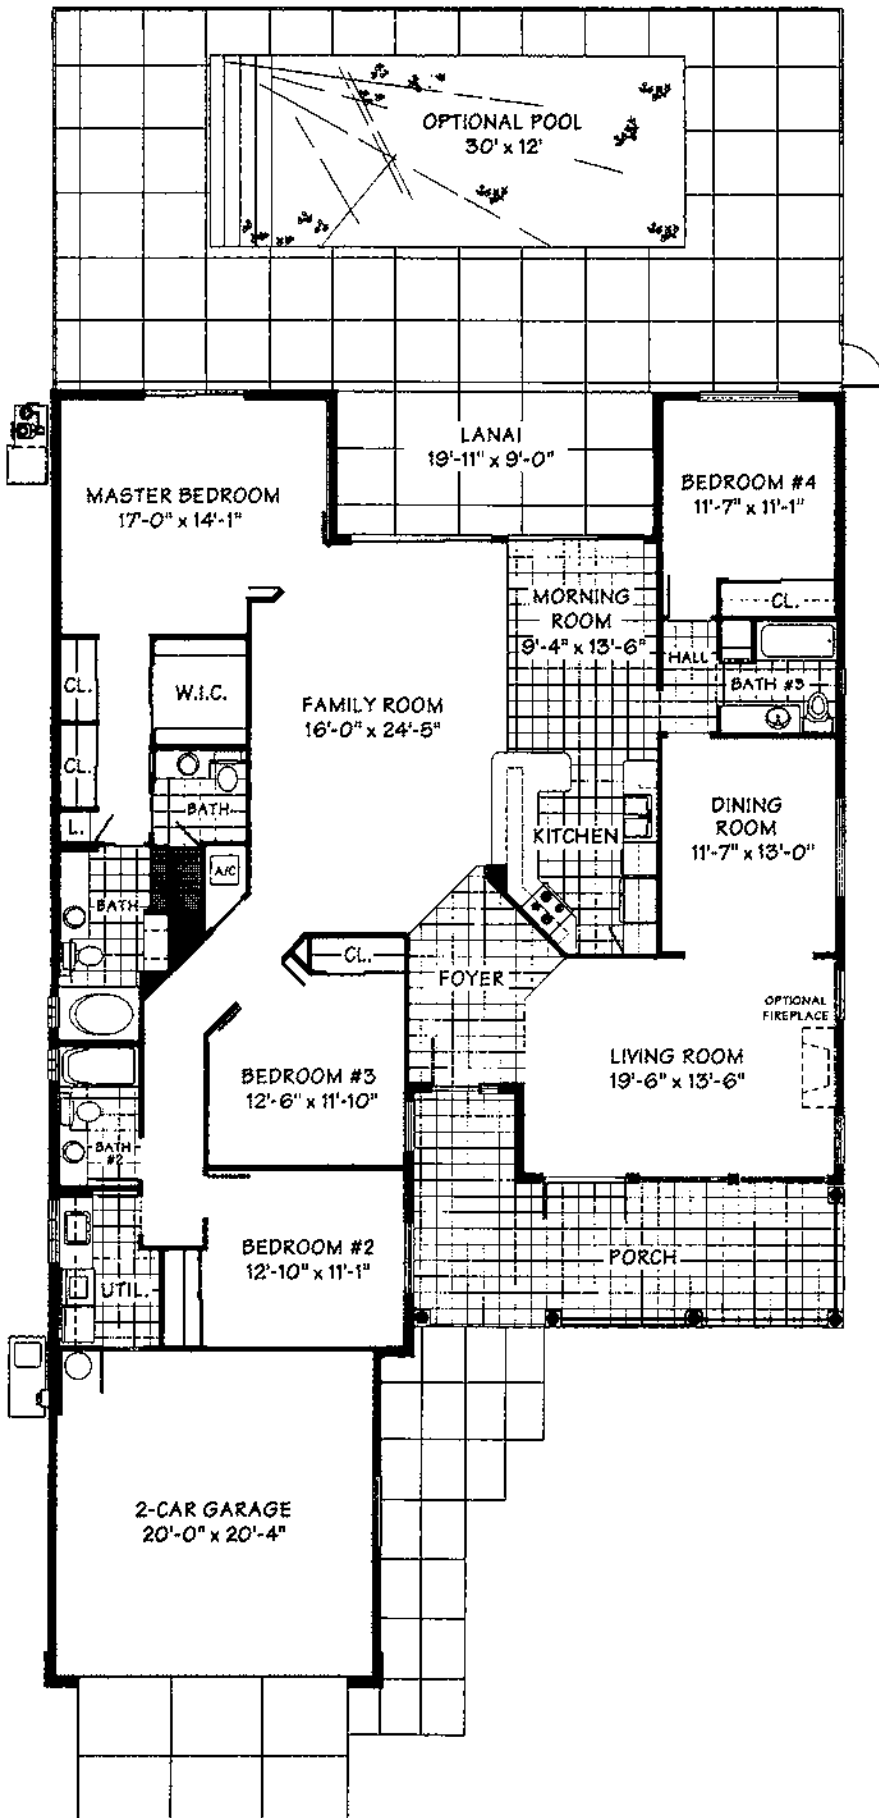 OPTIONAL POOL
30' x 12'
LANAI
19'-11" x 9'-0"
MASTER BEDROOM
17'-0" x 14'-1"
BEDROOM #4
11'-7" x 11'-1"
CL.
MORNING
ROOM
9'-4" x 13'-6"
HALL
BATH #3
CL.
W.I.C.
FAMILY ROOM
16'-0" x 24'-5"
CL.
BATH
L.
KITCHEN
DINING
ROOM
11'-7" x 13'-0"
A/C
BATH
CL.
FOYER
OPTIONAL
FIREPLACE
LIVING ROOM
19'-6" x 13'-6"
BEDROOM #3
12'-6" x 11'-10"
BATH
#2
BEDROOM #2
12'-10" x 11'-1"
PORCH
UTIL.
2-CAR GARAGE
20'-0" x 20'-4"